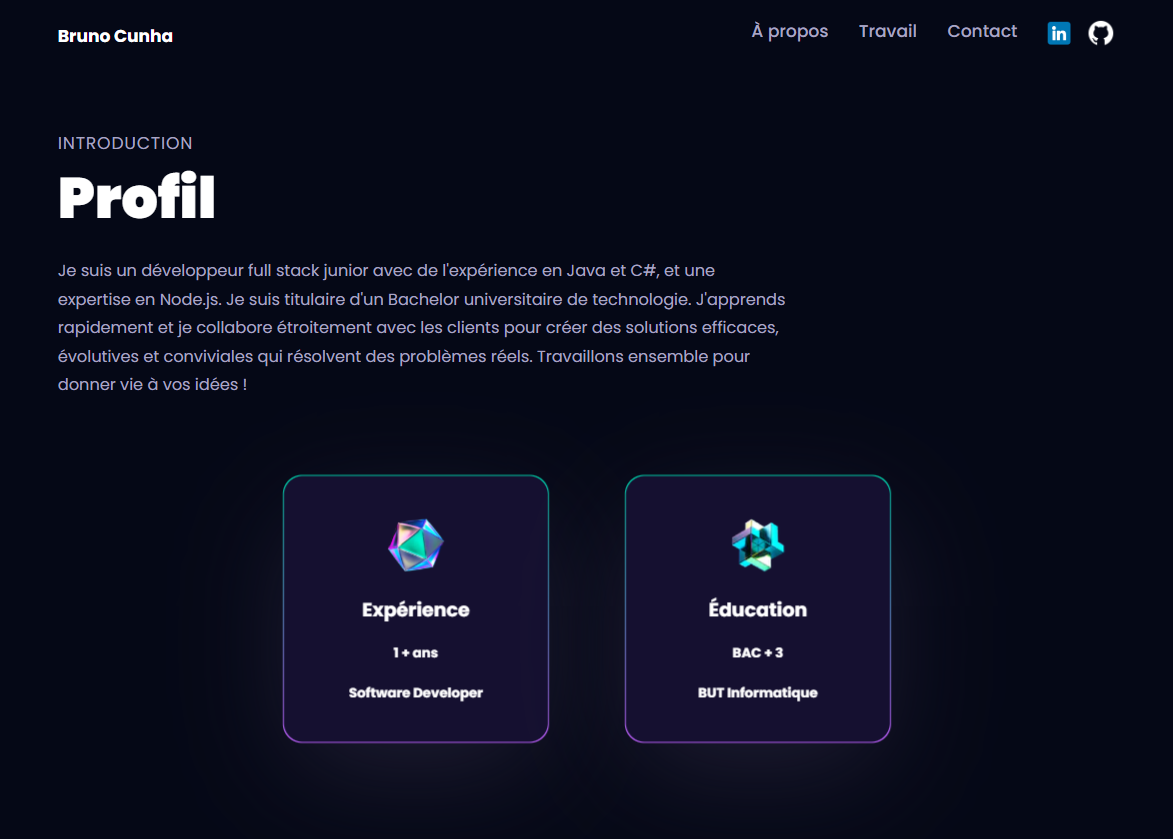 Bruno Cunha
À propos
Travail
Contact
in
INTRODUCTION
Profil
Je suis un développeur full stack junior avec de l'expérience en Java et C#, et une
expertise en Node.js. Je suis titulaire d'un Bachelor universitaire de technologie. J'apprends
rapidement et je collabore étroitement avec les clients pour créer des solutions efficaces,
évolutives et conviviales qui résolvent des problèmes réels. Travaillons ensemble pour
donner vie à vos idées !
Expérience
1 + ans
Software Developer
Éducation
BAC + 3
BUT Informatique